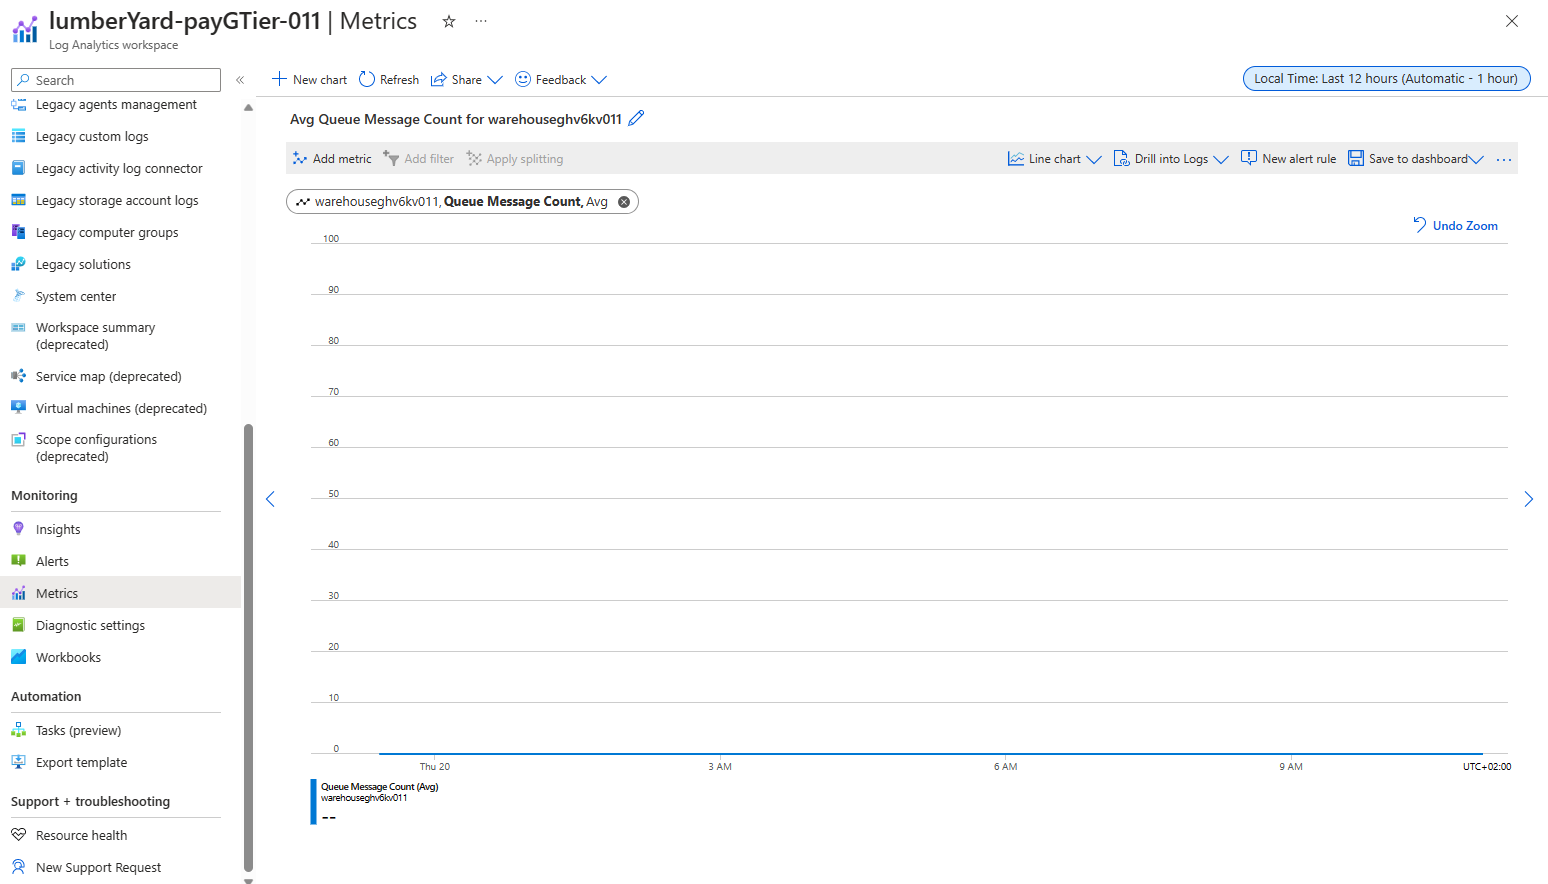 lumberYard-payGTier-011 | Metrics
Log Analytics workspace
Search
Legacy agents management
Legacy custom logs
Legacy activity log connector
Legacy storage account logs
Legacy computer groups
Legacy solutions
System center
Workspace summary
(deprecated)
Service map (deprecated)
Virtual machines (deprecated)
Scope configurations
(deprecated)
Monitoring
Insights
Alerts
Metrics
Diagnostic settings
Workbooks
Automation
Tasks (preview)
Export template
Support + troubleshooting
Resource health
New Support Request
New chart Refresh Share Feedback
Local Time: Last 12 hours (Automatic - 1 hour)
Avg Queue Message Count for warehouseghv6kv011
Add metric Add filter Apply splitting Line chart Drill into Logs New alert rule Save to dashboard
warehouseghv6kv011, Queue Message Count, Avg
Undo Zoom
100
90
80
70
60
50
40
30
20
10
0
Thu 20 3 AM 6 AM 9 AM UTC+02:00
Queue Message Count (Avg)
warehouseghv6kv011
--